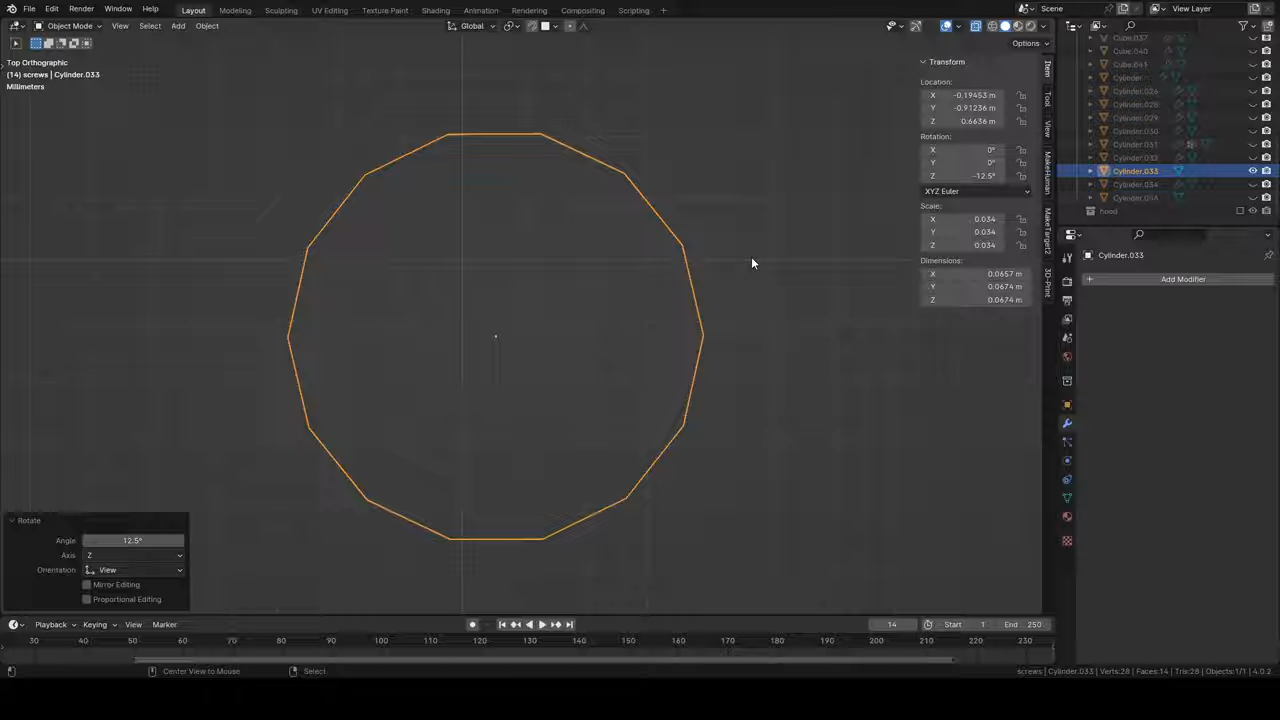 File Edit Render Window Help Layout Modeling Sculpting UV Editing Texture Paint Shading Animation Rendering Compositing Scripting + Scene View Layer
Object Mode View Select Add Object Global
Options
Top Orthographic
(14) screws | Cylinder.033
Millimeters
Transform
Location:
X -0.19453 m
Y -0.91236 m
Z 0.6636 m
Rotation:
X 0°
Y 0°
Z -12.5°
XYZ Euler
Scale:
X 0.034
Y 0.034
Z 0.034
Dimensions:
X 0.0657 m
Y 0.0674 m
Z 0.0674 m
Item
Tool
View
MakeHuman
MakeTarget2
3D-Print
Cube.037
Cube.040
Cube.041
Cylinder
Cylinder.026
Cylinder.028
Cylinder.029
Cylinder.030
Cylinder.031
Cylinder.032
Cylinder.033
Cylinder.034
hood
Cylinder.033
+ Add Modifier
Rotate
Angle 12.5°
Axis Z
Orientation View
Mirror Editing
Proportional Editing
Playback Keying View Marker 14 Start 1 End 250
30 40 50 60 70 80 90 100 110 120 130 140 150 160 170 180 190 200 210 220 230
Center View to Mouse Select screws | Cylinder.033 | Verts:28 | Faces:14 | Tris:28 | Objects:1/1 | 4.0.2